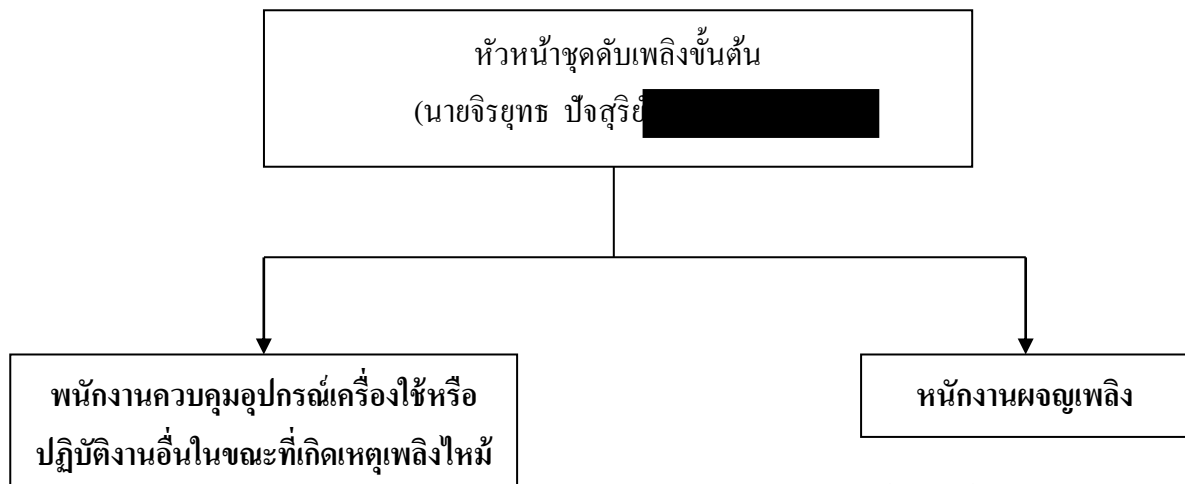 หัวหน้าชุดดับเพลิงขั้นต้น
(นายจิรยุทธ ปัจสุริย์
พนักงานควบคุมอุปกรณ์เครื่องใช้หรือ
ปฏิบัติงานอื่นในขณะที่เกิดเหตุเพลิงไหม้
หนักงานผจญเพลิง